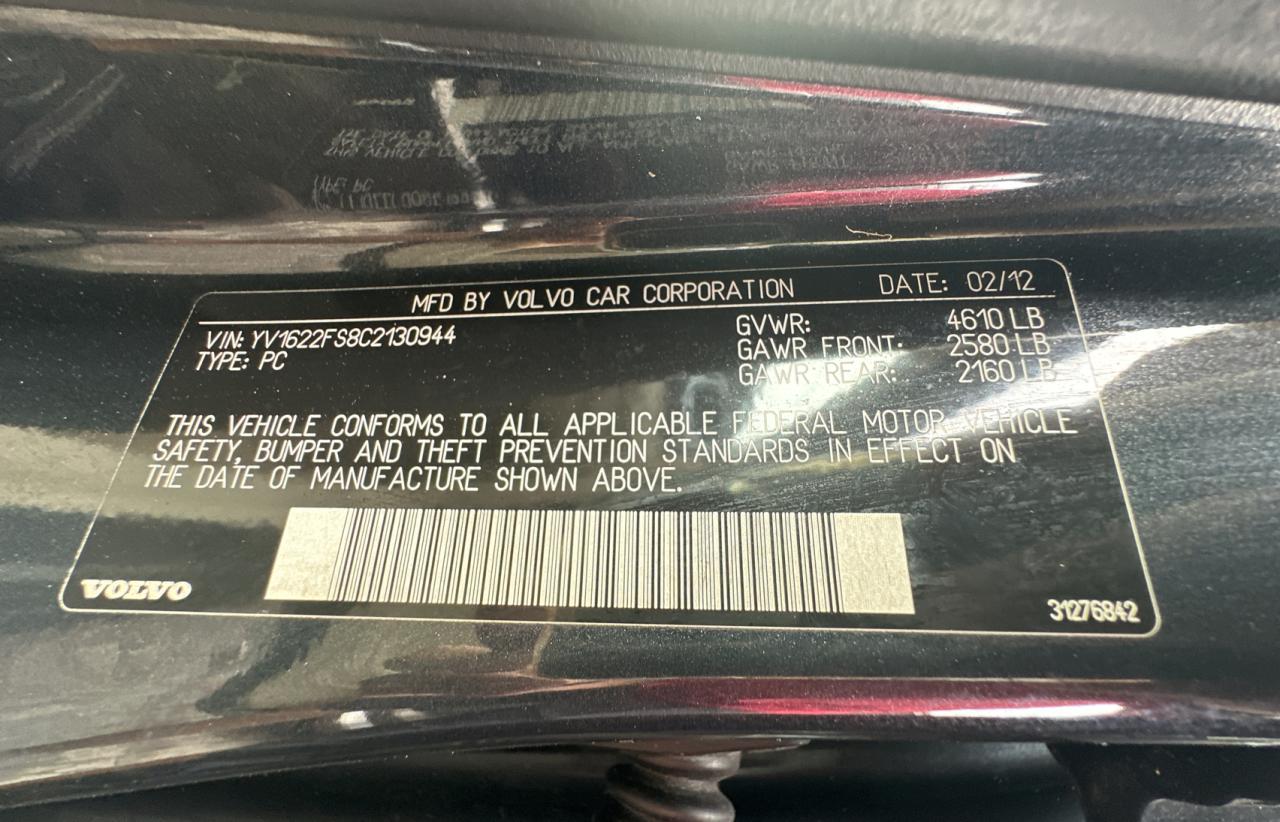 MFD BY VOLVO CAR CORPORATION DATE: 02/12
VIN: YV1622FS8C2130944
TYPE: PC
GVWR: 4610 LB
GAWR FRONT: 2580 LB
GAWR REAR: 2160 LB
THIS VEHICLE CONFORMS TO ALL APPLICABLE FEDERAL MOTOR VEHICLE
SAFETY, BUMPER AND THEFT PREVENTION STANDARDS IN EFFECT ON
THE DATE OF MANUFACTURE SHOWN ABOVE.
VOLVO
31276842